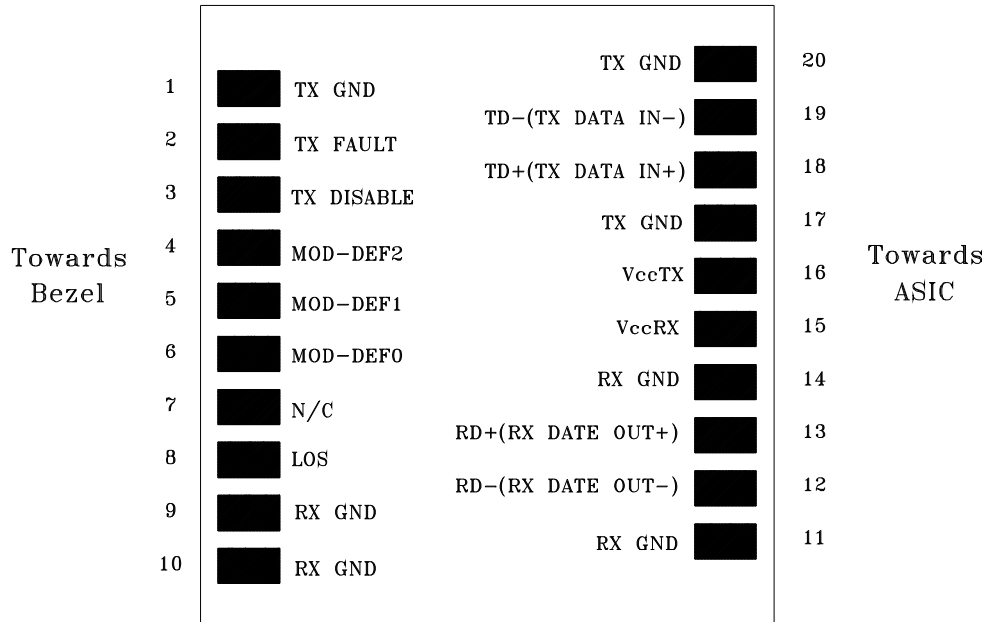 Towards
Bezel
1 TX GND
2 TX FAULT
3 TX DISABLE
4 MOD-DEF2
5 MOD-DEF1
6 MOD-DEF0
7 N/C
8 LOS
9 RX GND
10 RX GND
TX GND 20
TD-(TX DATA IN-) 19
TD+(TX DATA IN+) 18
TX GND 17
VccTX 16
VccRX 15
RX GND 14
RD+(RX DATE OUT+) 13
RD-(RX DATE OUT-) 12
RX GND 11
Towards
ASIC